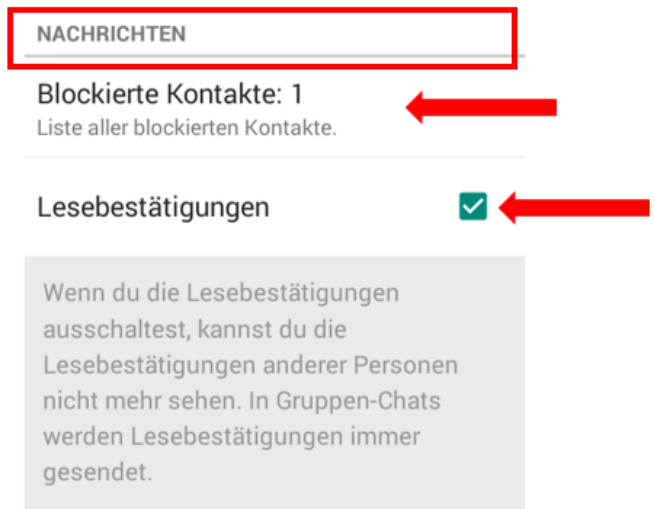 NACHRICHTEN
Blockierte Kontakte: 1
Liste aller blockierten Kontakte.
Lesebestätigungen
Wenn du die Lesebestätigungen
ausschaltest, kannst du die
Lesebestätigungen anderer Personen
nicht mehr sehen. In Gruppen-Chats
werden Lesebestätigungen immer
gesendet.